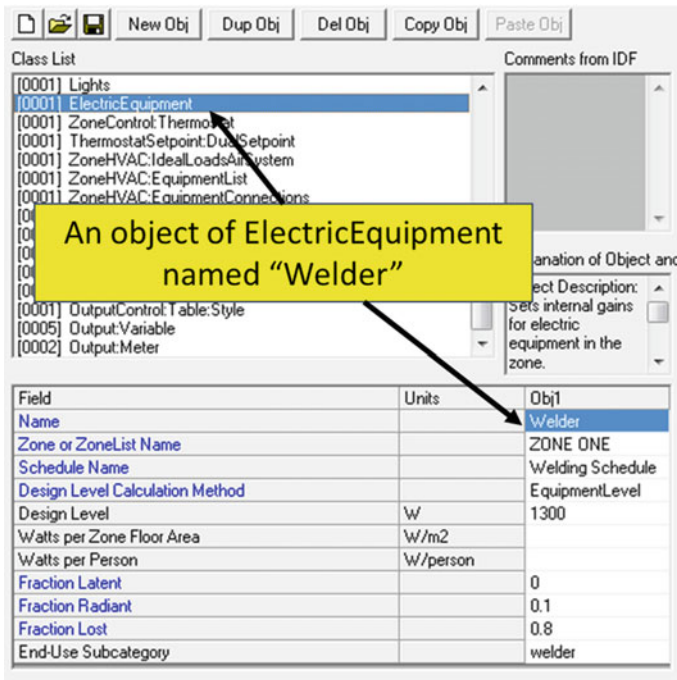 New Obj Dup Obj Del Obj Copy Obj Paste Obj
Class List
Comments from IDF
[0001] Lights
[0001] ElectricEquipment
[0001] ZoneControl:Thermostat
[0001] ThermostatSetpoint:DualSetpoint
[0001] ZoneHVAC:IdealLoadsAirSystem
[0001] ZoneHVAC:EquipmentList
[0001] ZoneHVAC:EquipmentConnections
An object of ElectricEquipment
named “Welder”
[0001] OutputControl:Table:Style
[0005] Output:Variable
[0002] Output:Meter
of Object
Description:
Sets internal gains
for electric
equipment in the
zone.
Field Units Obj1
Name Welder
Zone or ZoneList Name ZONE ONE
Schedule Name Welding Schedule
Design Level Calculation Method EquipmentLevel
Design Level W 1300
Watts per Zone Floor Area W/m2
Watts per Person W/person
Fraction Latent 0
Fraction Radiant 0.1
Fraction Lost 0.8
End-Use Subcategory welder